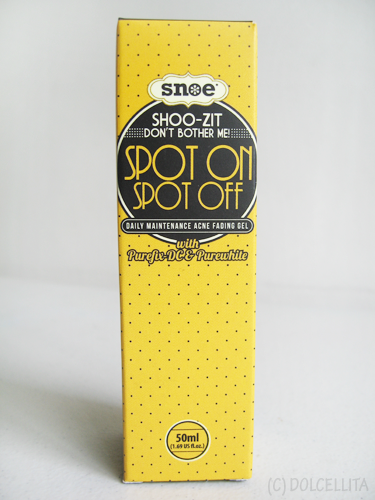 snoe
SHOO-ZIT
DON'T BOTHER ME!
SPOT ON
SPOT OFF
DAILY MAINTENANCE ACNE FADING GEL
with
Purefix-DC & Purewhite
50ml
(1.69 US fl.oz.)
(C) DOLCELLITA